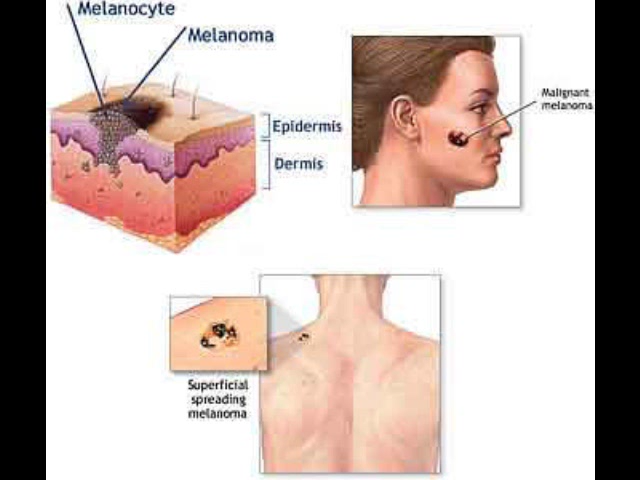 Melanocyte
Melanoma
Epidermis
Dermis
Malignant
melanoma
Superficial
spreading
melanoma